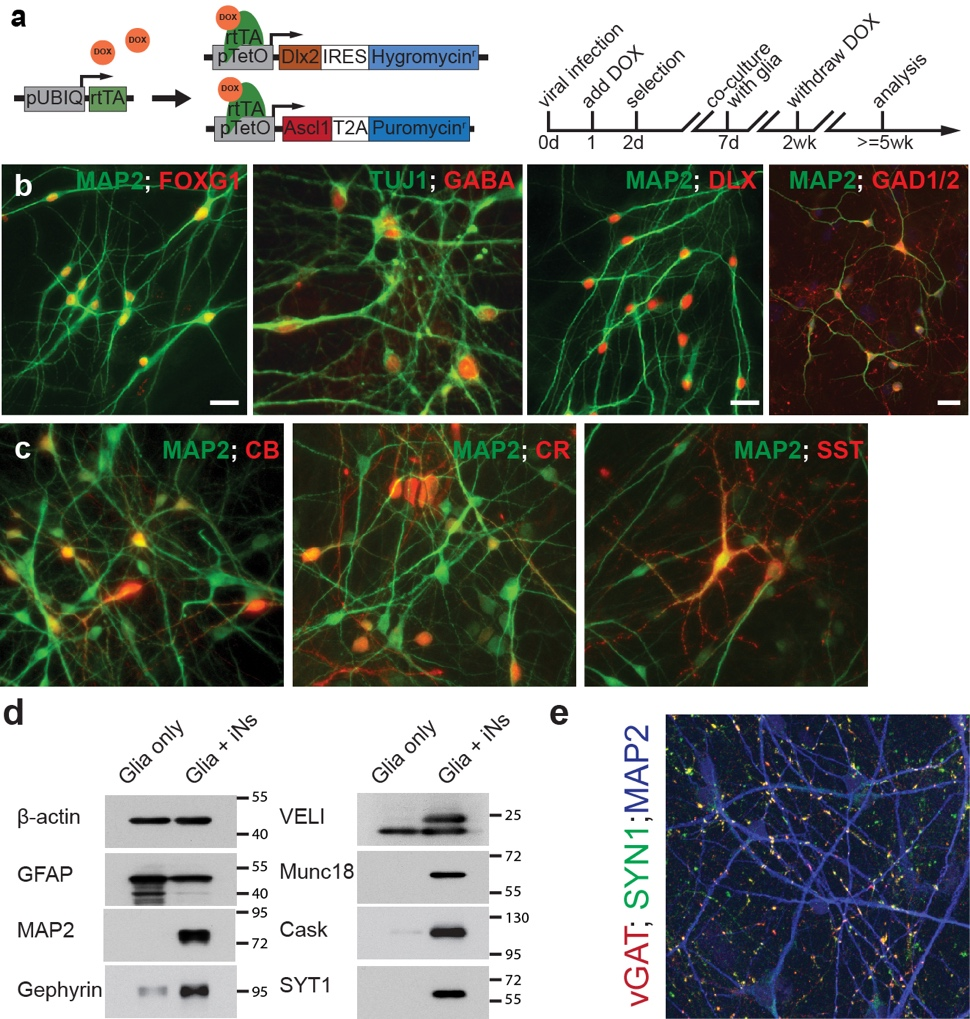 a
DOX
DOX
pUBIQ
rtTA
DOX
rtTA
pTetO
Dlx2
IRES
Hygromycinʳ
DOX
rtTA
pTetO
Ascl1
T2A
Puromycinʳ
viral infection
add DOX
selection
co-culture
with glia
withdraw DOX
analysis
0d
1
2d
7d
2wk
>=5wk
b
MAP2; FOXG1
TUJ1; GABA
MAP2; DLX
MAP2; GAD1/2
c
MAP2; CB
MAP2; CR
MAP2; SST
d
Glia only
Glia + iNs
β-actin
55
40
GFAP
55
40
MAP2
95
72
Gephyrin
95
Glia only
Glia + iNs
VELI
25
Munc18
72
55
Cask
130
95
SYT1
72
55
e
vGAT; SYN1;MAP2